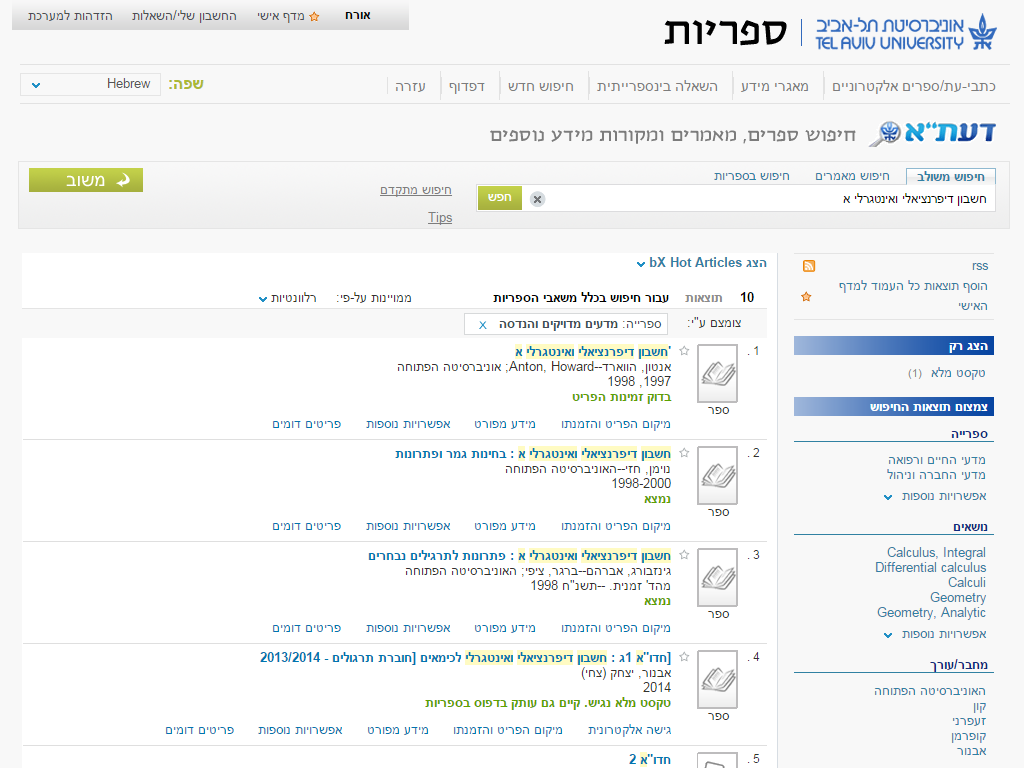 אורח
מדף אישי
החשבון שלי/השאלות
הזדהות למערכת
אוניברסיטת תל-אביב
TEL AVIV UNIVERSITY
ספריות
כתבי-עת/ספרים אלקטרוניים
מאגרי מידע
השאלה בינספרייתית
חיפוש חדש
דפדוף
עזרה
שפה:
Hebrew
דעת"א
חיפוש ספרים, מאמרים ומקורות מידע נוספים
חיפוש משולב
חיפוש מאמרים
חיפוש בספריות
חשבון דיפרנציאלי ואינטגרלי א
חפש
חיפוש מתקדם
Tips
משוב
rss
הוסף תוצאות כל העמוד למדף
האישי
הצג רק
טקסט מלא (1)
צמצום תוצאות החיפוש
ספרייה
מדעי החיים ורפואה
מדעי החברה וניהול
אפשרויות נוספות
נושאים
Calculus, Integral
Differential calculus
Calculi
Geometry
Geometry, Analytic
אפשרויות נוספות
מחבר/עורך
האוניברסיטה הפתוחה
קון
זעפרני
קופרמן
אבנור
הצג bX Hot Articles
10 תוצאות עבור חיפוש בכלל משאבי הספריות
ממויינות על-פי: רלוונטיות
צומצם ע"י: ספרייה: מדעים מדויקים והנדסה X
1.
ספר
'חשבון דיפרנציאלי ואינטגרלי א
אנטון, הווארד--Anton, Howard; אוניברסיטה הפתוחה
1997, 1998
בדוק זמינות הפריט
מיקום הפריט והזמנתו
מידע מפורט
אפשרויות נוספות
פריטים דומים
2.
ספר
חשבון דיפרנציאלי ואינטגרלי א : בחינות גמר ופתרונות
נוימן, חזי--האוניברסיטה הפתוחה
1998-2000
נמצא
מיקום הפריט והזמנתו
מידע מפורט
אפשרויות נוספות
פריטים דומים
3.
ספר
חשבון דיפרנציאלי ואינטגרלי א : פתרונות לתרגילים נבחרים
גינזבורג, אברהם--ברגר, ציפי; האוניברסיטה הפתוחה
מהד' זמנית. --תשנ"ח 1998
נמצא
מיקום הפריט והזמנתו
מידע מפורט
אפשרויות נוספות
פריטים דומים
4.
ספר
[חדו"א 1ג : חשבון דיפרנציאלי ואינטגרלי לכימאים [חוברת תרגולים - 2013/2014
אבנור, יצחק (צחי)
2014
טקסט מלא נגיש. קיים גם עותק בדפוס בספריות
גישה אלקטרונית
מיקום הפריט והזמנתו
מידע מפורט
אפשרויות נוספות
פריטים דומים
5.
חדו"א 2